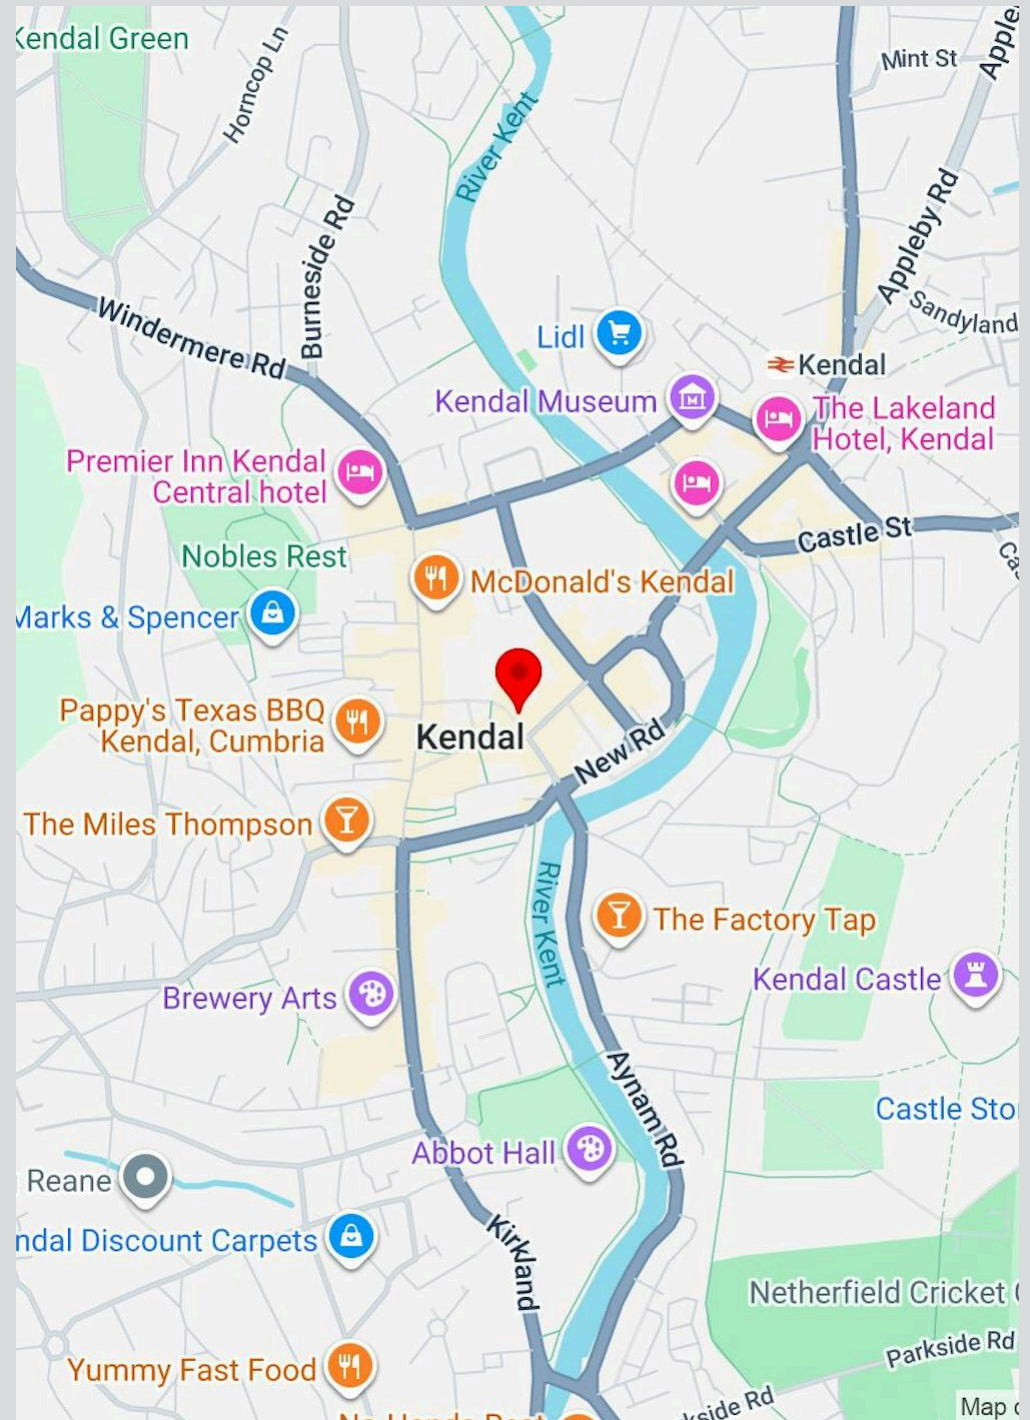 Kendal Green
Horncop Ln
River Kent
Mint St
Apple
Burneside Rd
Appleby Rd
Windermere Rd
Sandyland
Lidl
Kendal
Kendal Museum
The Lakeland
Hotel, Kendal
Premier Inn Kendal
Central hotel
Castle St
Nobles Rest
McDonald's Kendal
Marks & Spencer
Pappy's Texas BBQ
Kendal, Cumbria
Kendal
New Rd
The Miles Thompson
River Kent
The Factory Tap
Kendal Castle
Brewery Arts
Aynam Rd
Castle Sto
Abbot Hall
Reane
ndal Discount Carpets
Kirkland
Netherfield Cricket
Parkside Rd
Yummy Fast Food
kside Rd
Map